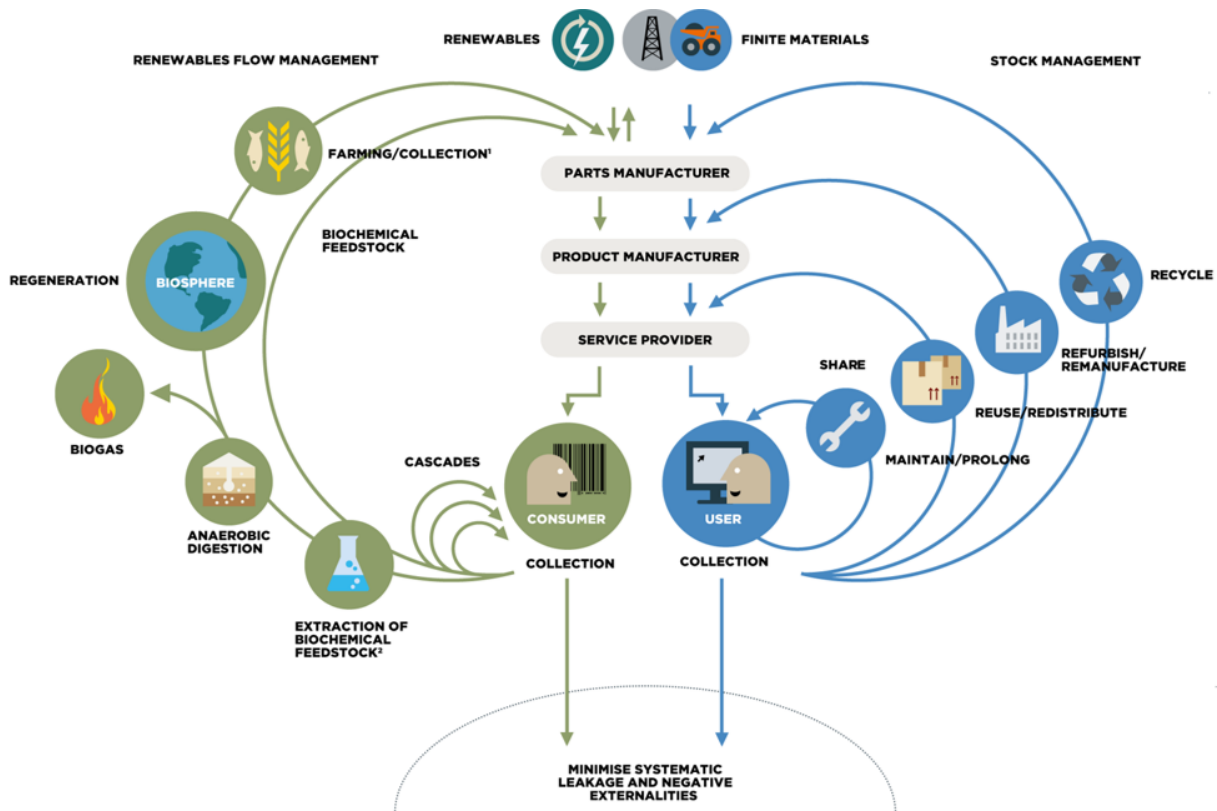 RENEWABLES
FINITE MATERIALS
RENEWABLES FLOW MANAGEMENT
STOCK MANAGEMENT
FARMING/COLLECTION¹
PARTS MANUFACTURER
BIOCHEMICAL
FEEDSTOCK
PRODUCT MANUFACTURER
REGENERATION
BIOSPHERE
RECYCLE
SERVICE PROVIDER
SHARE
REFURBISH/
REMANUFACTURE
REUSE/REDISTRIBUTE
BIOGAS
CASCADES
MAINTAIN/PROLONG
CONSUMER
USER
ANAEROBIC
DIGESTION
COLLECTION
COLLECTION
EXTRACTION OF
BIOCHEMICAL
FEEDSTOCK²
MINIMISE SYSTEMATIC
LEAKAGE AND NEGATIVE
EXTERNALITIES